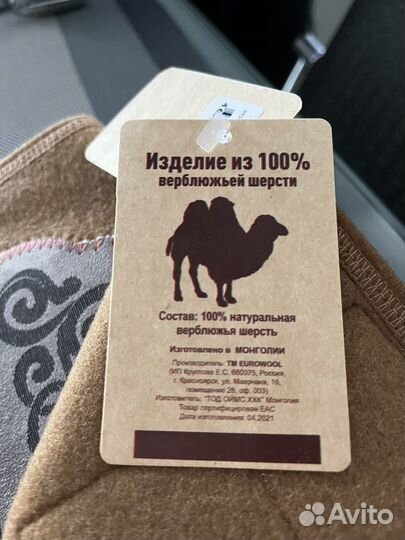 Изделие из 100%
верблюжьей шерсти
Состав: 100% натуральная
верблюжья шерсть
Изготовлено в МОНГОЛИИ
Производитель: ТМ EUROWOOL
(ИП Круглова Е.С. 660075, Россия,
г. Красноярск, ул. Маерчака, 16,
помещение 28, оф. 003)
Изготовитель: "ТОД ОЙМС ХХК" Монголия
Товар сертифицирован ЕАС
Дата изготовления: 04.2021
Avito